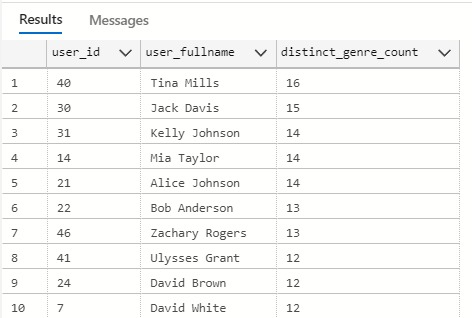 Results Messages
user_id user_fullname distinct_genre_count
1 40 Tina Mills 16
2 30 Jack Davis 15
3 31 Kelly Johnson 14
4 14 Mia Taylor 14
5 21 Alice Johnson 14
6 22 Bob Anderson 13
7 46 Zachary Rogers 13
8 41 Ulysses Grant 12
9 24 David Brown 12
10 7 David White 12